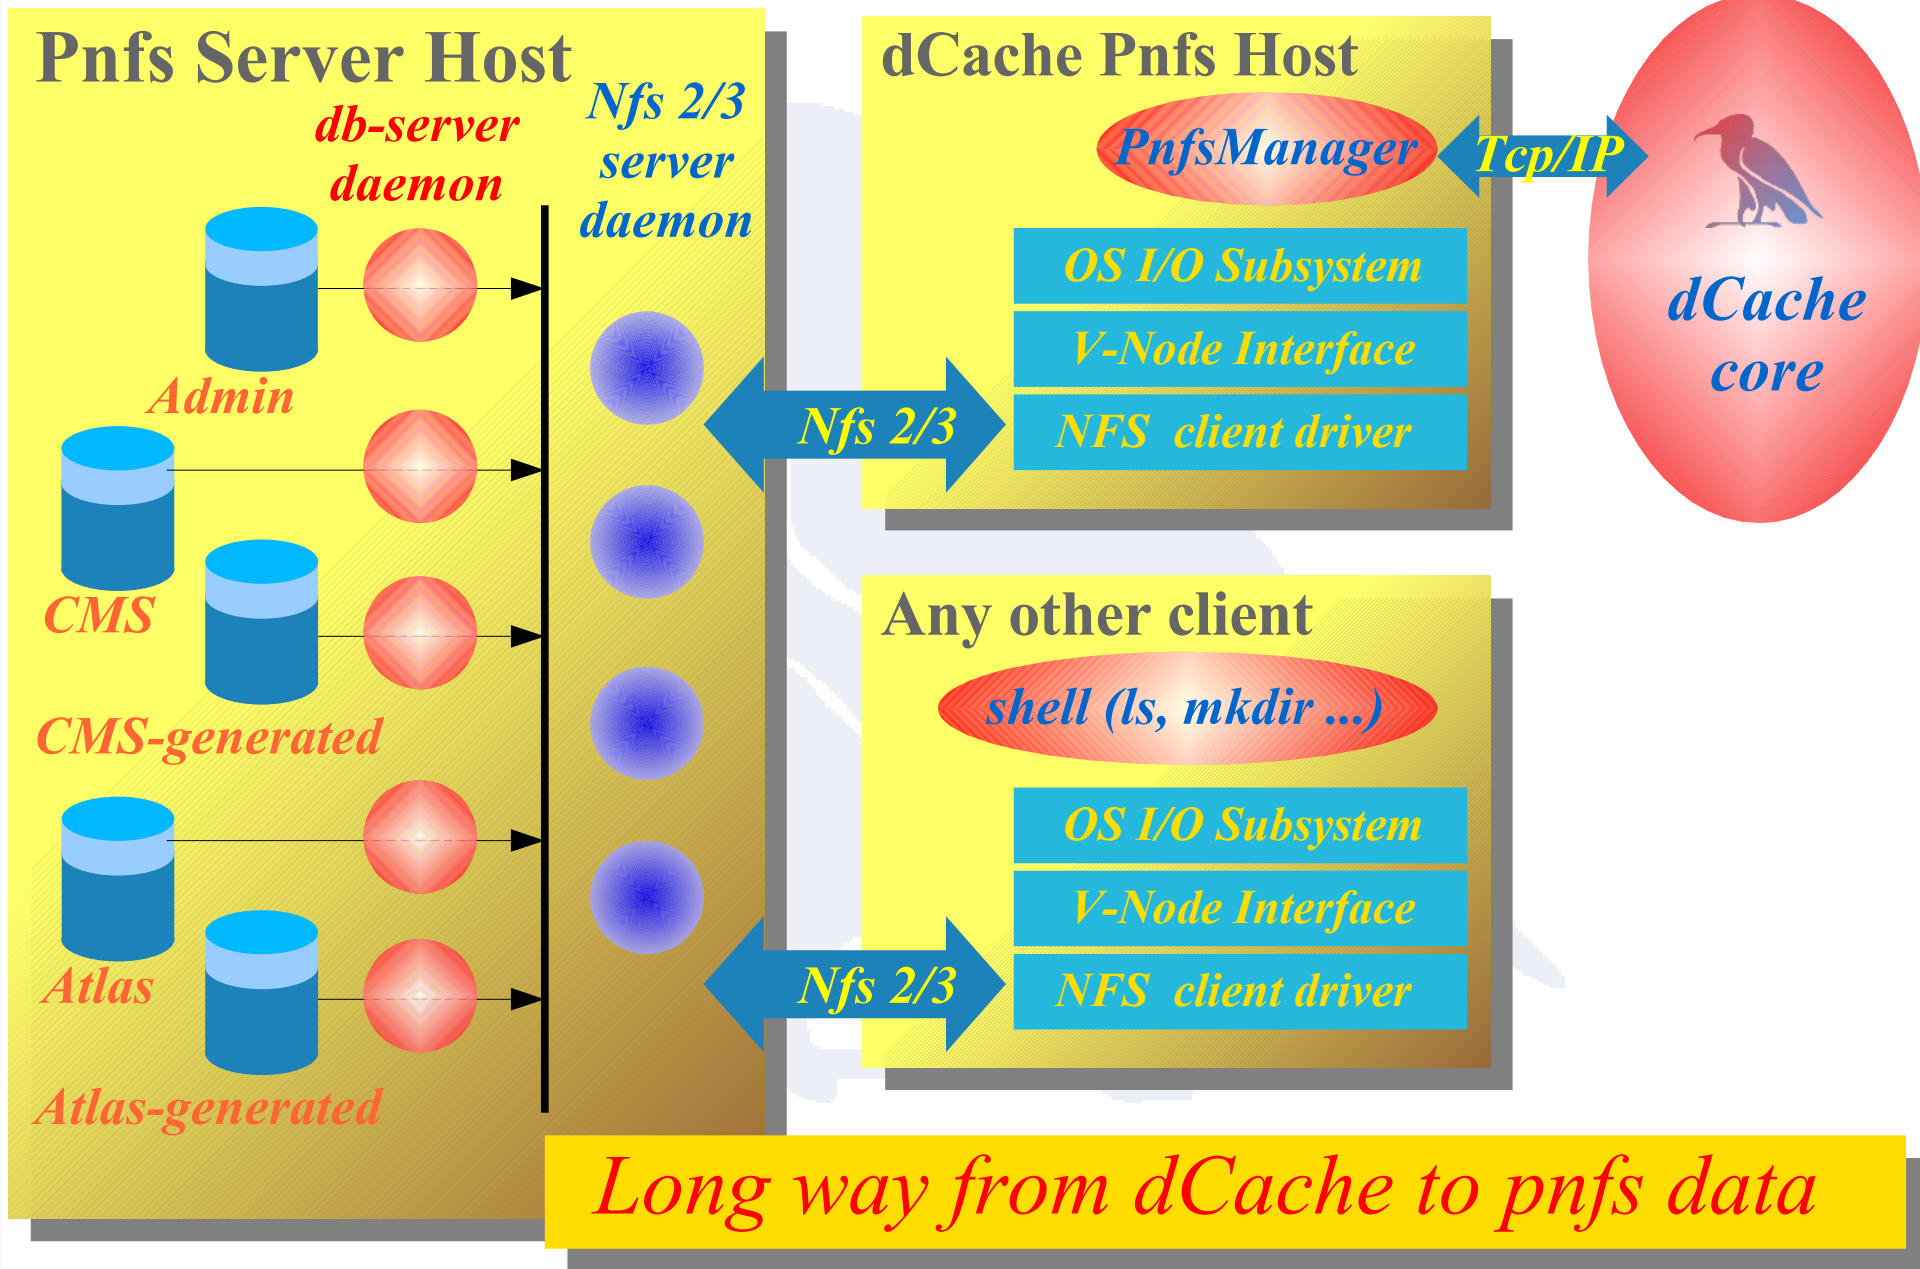 Pnfs Server Host
db-server
daemon
Nfs 2/3
server
daemon
Admin
CMS
CMS-generated
Atlas
Atlas-generated
Nfs 2/3
Nfs 2/3
dCache Pnfs Host
PnfsManager
OS I/O Subsystem
V-Node Interface
NFS client driver
Tcp/IP
dCache
core
Any other client
shell (ls, mkdir ...)
OS I/O Subsystem
V-Node Interface
NFS client driver
Long way from dCache to pnfs data